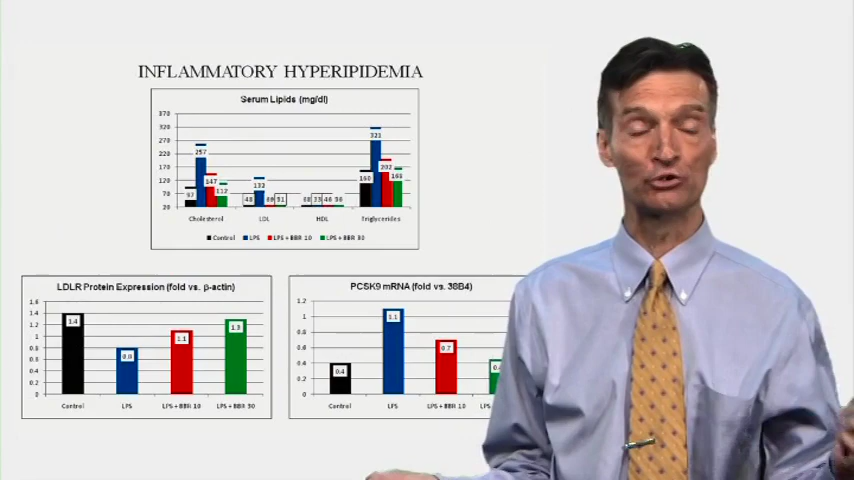 INFLAMMATORY HYPERIPIDEMIA
Serum Lipids (mg/dl)
370
320
270
220
170
120
70
20
97
257
147
112
48
132
160
321
202
Cholesterol
LDL
HDL
Triglycerides
Control
LPS
LPS + BBR 10
LPS + BBR 30
LDLR Protein Expression (fold vs. β-actin)
1.6
1.4
1.2
1
0.8
0.6
0.4
0.2
0
1.4
0.8
1.1
1.3
Control
LPS
LPS + BBR 10
LPS + BBR 30
PCSK9 mRNA (fold vs. 38B4)
1.2
1
0.8
0.6
0.4
0.2
0
0.4
1.1
0.7
Control
LPS
LPS + BBR 10